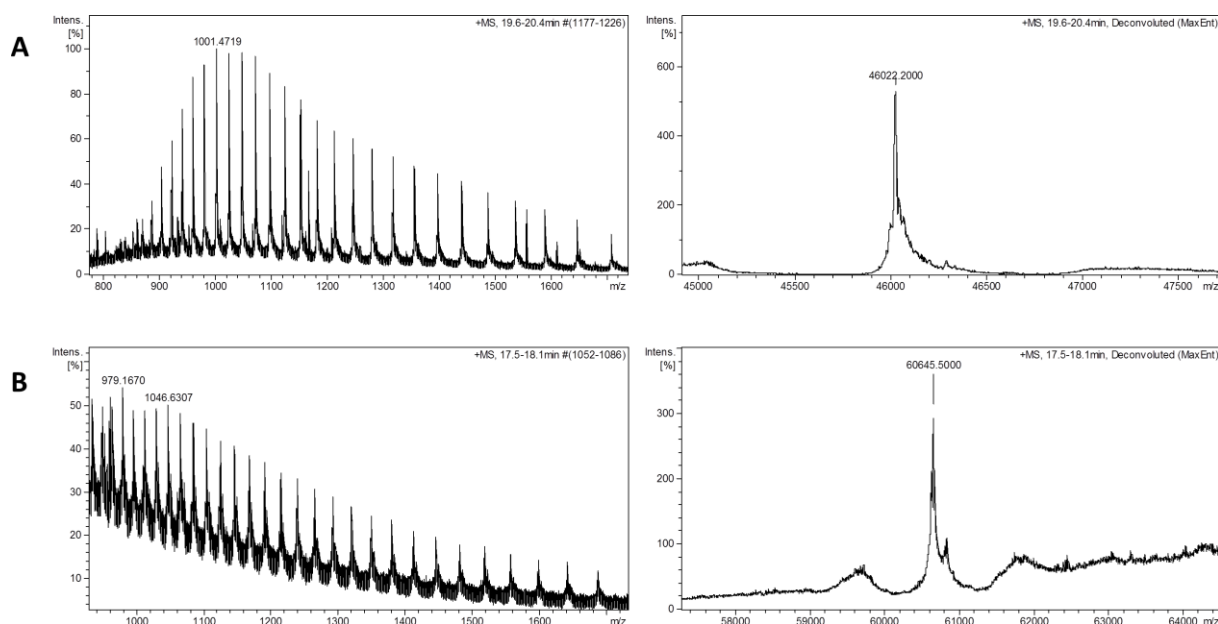 A
Intens.
[%]
+MS, 19.6-20.4min #(1177-1226)
1001.4719
100
80
60
40
20
0
800 900 1000 1100 1200 1300 1400 1500 1600 m/z
Intens.
[%]
+MS, 19.6-20.4min, Deconvoluted (MaxEnt)
46022.2000
600
400
200
0
45000 45500 46000 46500 47000 47500 m/z
B
Intens.
[%]
+MS, 17.5-18.1min #(1052-1086)
979.1670
1046.6307
50
40
30
20
10
1000 1100 1200 1300 1400 1500 1600 m/z
Intens.
[%]
+MS, 17.5-18.1min, Deconvoluted (MaxEnt)
60645.5000
300
200
100
0
58000 59000 60000 61000 62000 63000 64000 m/z